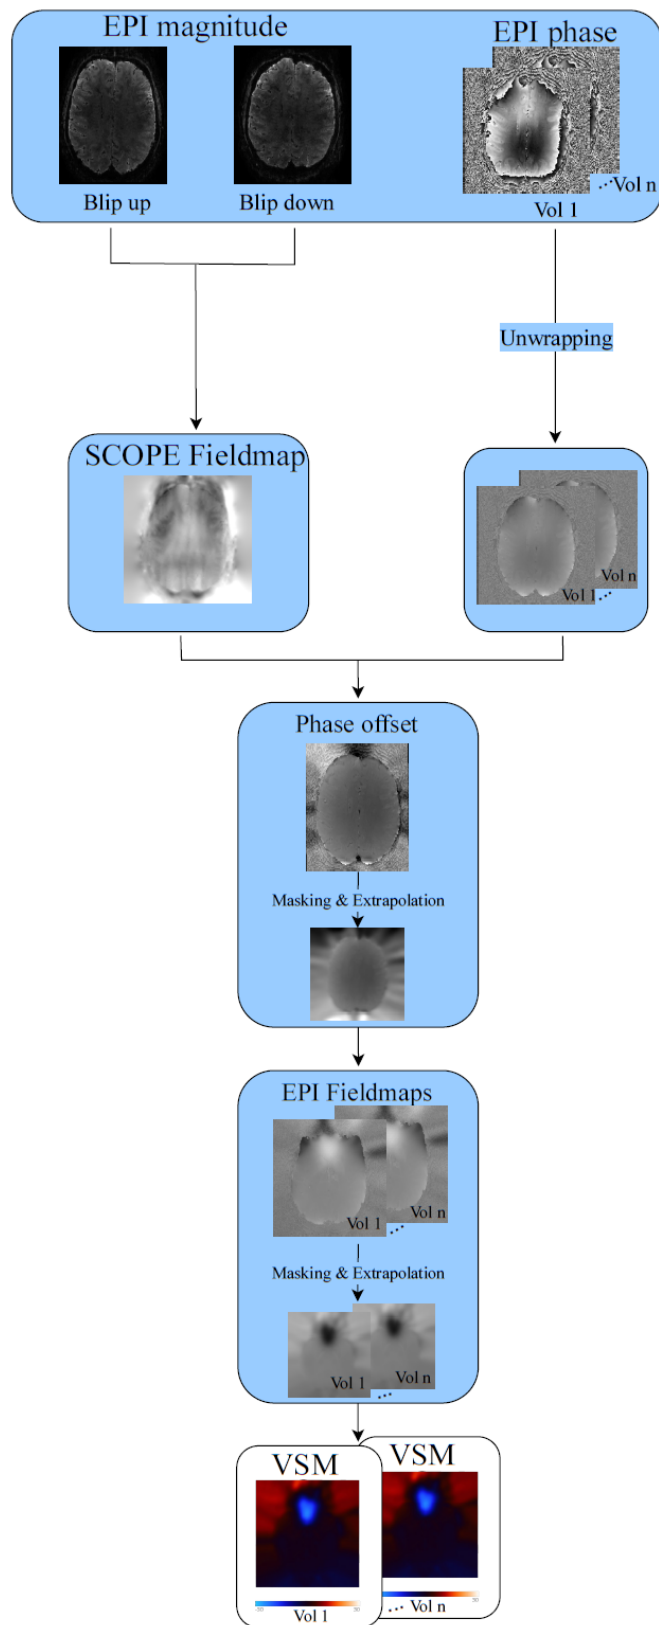 EPI magnitude
EPI phase
Blip up
Blip down
Vol n
Vol 1
Unwrapping
SCOPE Fieldmap
Vol n
Vol 1
Phase offset
Masking & Extrapolation
EPI Fieldmaps
Vol n
Vol 1
Masking & Extrapolation
Vol n
Vol 1
VSM
VSM
Vol 1
Vol n